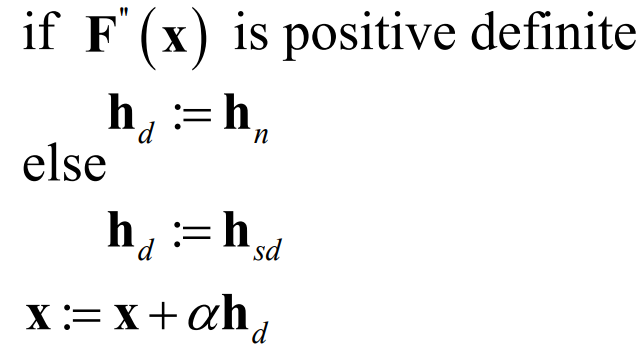 if F"(x) is positive definite
h_d := h_n
else
h_d := h_sd
x := x + αh_d